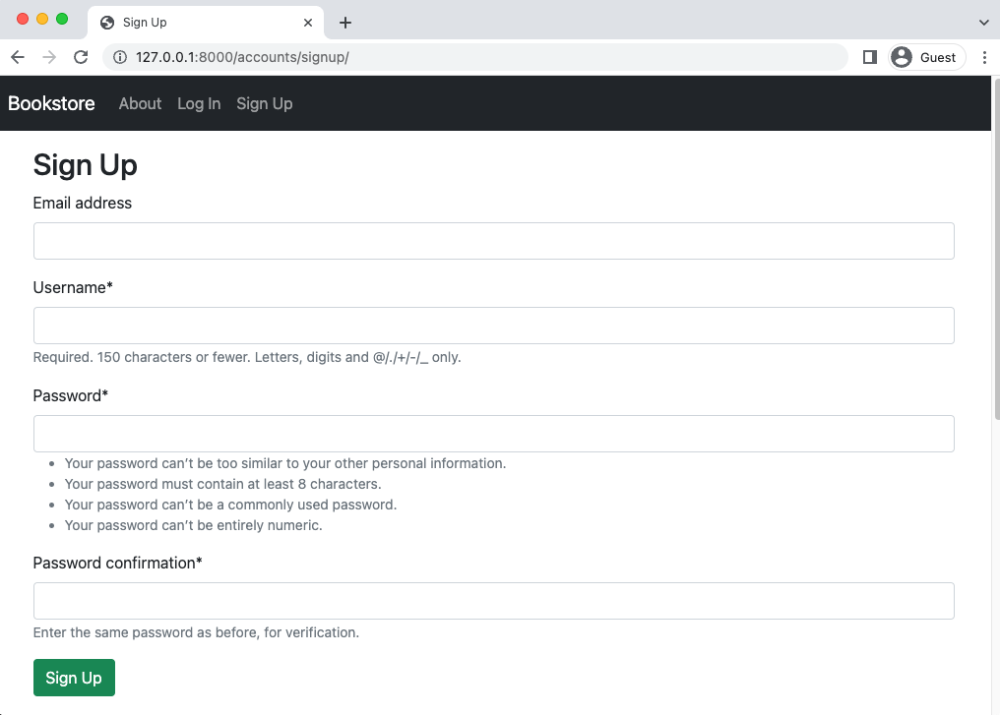 Sign Up
127.0.0.1:8000/accounts/signup/
Guest
Bookstore About Log In Sign Up
Sign Up
Email address
Username*
Required. 150 characters or fewer. Letters, digits and @/./+/-/_ only.
Password*
Your password can’t be too similar to your other personal information.
Your password must contain at least 8 characters.
Your password can’t be a commonly used password.
Your password can’t be entirely numeric.
Password confirmation*
Enter the same password as before, for verification.
Sign Up